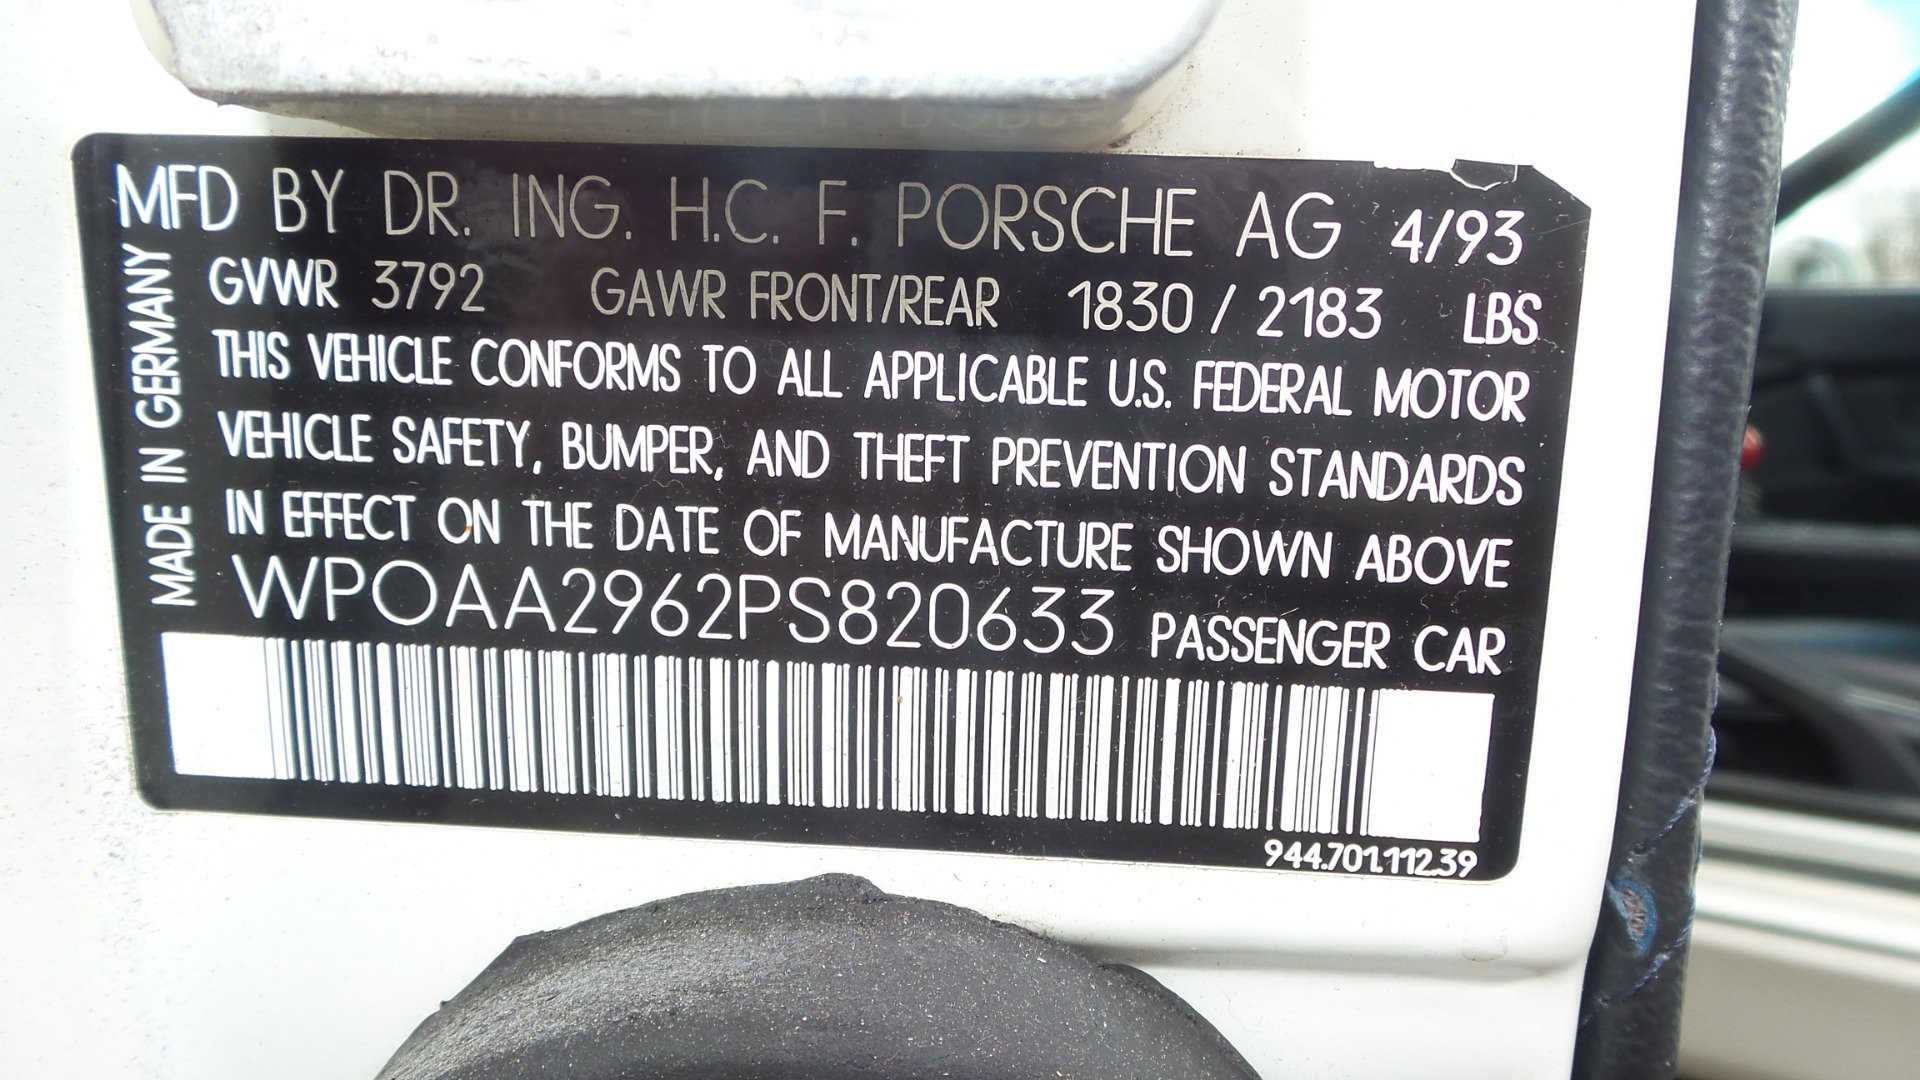 MFD BY DR. ING. H.C. F. PORSCHE AG 4/93
GVWR 3792 GAWR FRONT/REAR 1830 / 2183 LBS
THIS VEHICLE CONFORMS TO ALL APPLICABLE U.S. FEDERAL MOTOR
VEHICLE SAFETY, BUMPER, AND THEFT PREVENTION STANDARDS
IN EFFECT ON THE DATE OF MANUFACTURE SHOWN ABOVE
WP0AA2962PS820633 PASSENGER CAR
944.701.112.39
MADE IN GERMANY